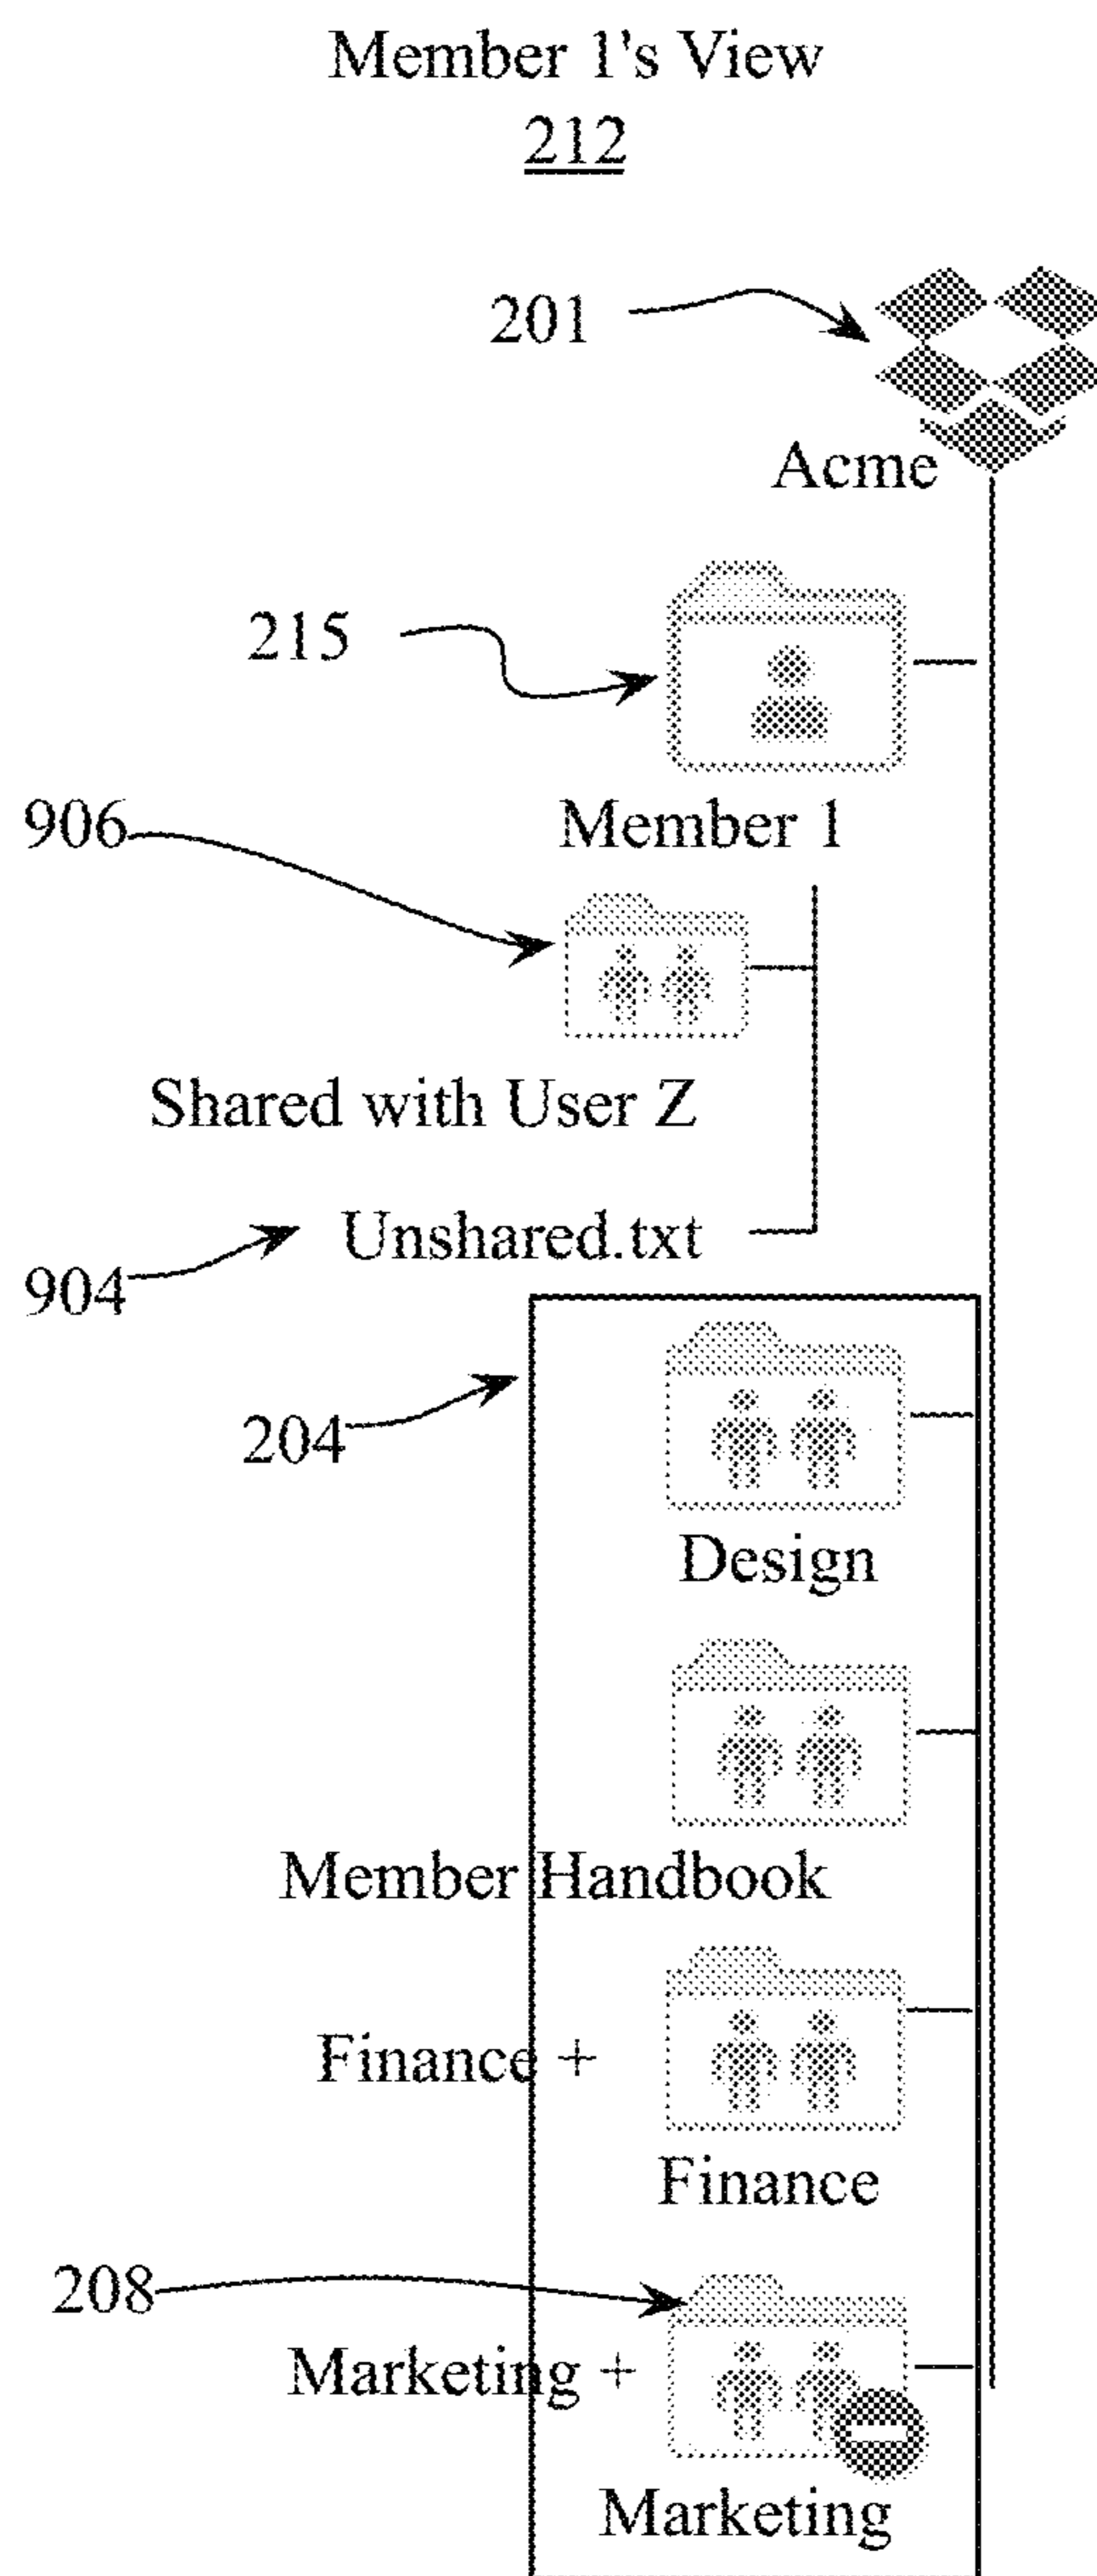 Member 1's View
212
201
Acme
215
906
Member 1
Shared with User Z
Unshared.txt
904
204
Design
Member Handbook
Finance +
Finance
208
Marketing +
Marketing